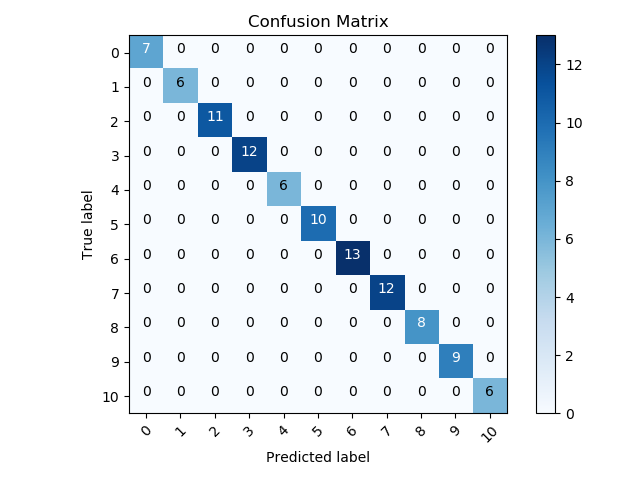 Confusion Matrix
0 7 0 0 0 0 0 0 0 0 0 0
1 0 6 0 0 0 0 0 0 0 0 0
2 0 0 11 0 0 0 0 0 0 0 0
3 0 0 0 12 0 0 0 0 0 0 0
4 0 0 0 0 6 0 0 0 0 0 0
5 0 0 0 0 0 10 0 0 0 0 0
6 0 0 0 0 0 0 13 0 0 0 0
7 0 0 0 0 0 0 0 12 0 0 0
8 0 0 0 0 0 0 0 0 8 0 0
9 0 0 0 0 0 0 0 0 0 9 0
10 0 0 0 0 0 0 0 0 0 0 6
0 1 2 3 4 5 6 7 8 9 10
Predicted label
True label
12
10
8
6
4
2
0